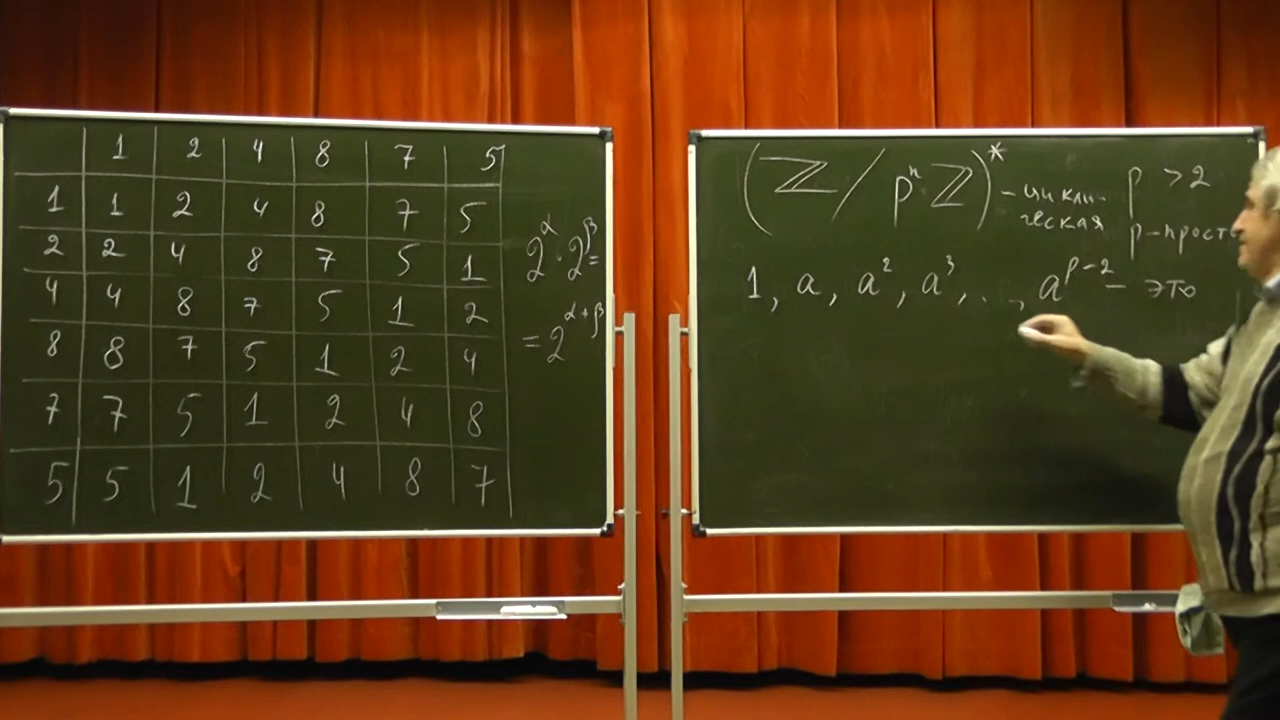 1 2 4 8 7 5
1 1 2 4 8 7 5
2 2 4 8 7 5 1
4 4 8 7 5 1 2
8 8 7 5 1 2 4
7 7 5 1 2 4 8
5 5 1 2 4 8 7
2^α · 2^β =
= 2^{α+β}
(ℤ/pⁿℤ)* – цикли-
ческая
p > 2
p – прост
1, a, a², a³, ..., a^{p-2} – это